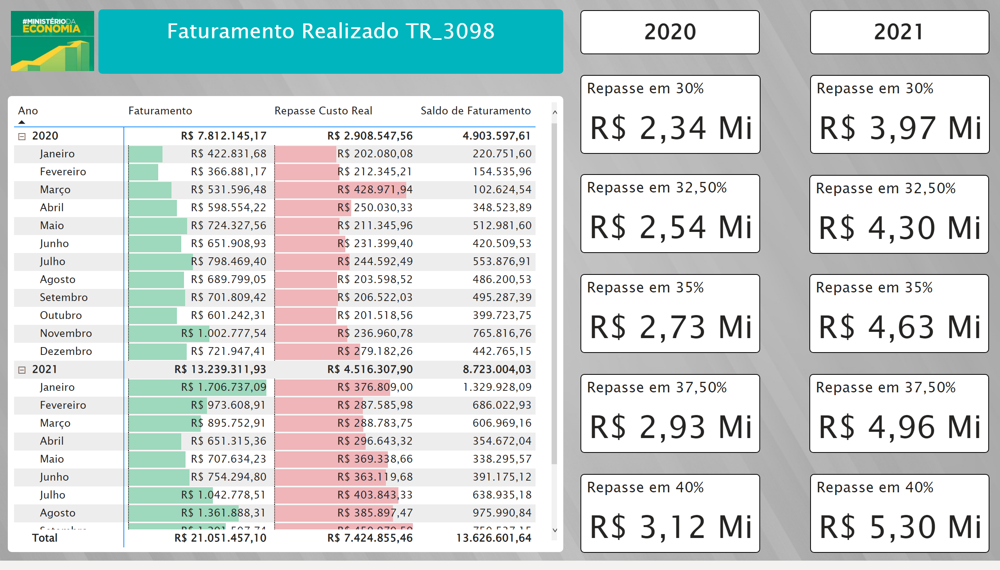 #MINISTÉRIODA
ECONOMIA
Faturamento Realizado TR_3098
2020
2021
Ano Faturamento Repasse Custo Real Saldo de Faturamento
2020 R$ 7.812.145,17 R$ 2.908.547,56 4.903.597,61
Janeiro R$ 422.831,68 R$ 202.080,08 220.751,60
Fevereiro R$ 366.881,17 R$ 212.345,21 154.535,96
Março R$ 531.596,48 R$ 428.971,94 102.624,54
Abril R$ 598.554,22 R$ 250.030,33 348.523,89
Maio R$ 724.327,56 R$ 211.345,96 512.981,60
Junho R$ 651.908,93 R$ 231.399,40 420.509,53
Julho R$ 798.469,40 R$ 244.592,49 553.876,91
Agosto R$ 689.799,05 R$ 203.598,52 486.200,53
Setembro R$ 701.809,42 R$ 206.522,03 495.287,39
Outubro R$ 601.242,31 R$ 201.518,56 399.723,75
Novembro R$ 1.002.777,54 R$ 236.960,78 765.816,76
Dezembro R$ 721.947,41 R$ 279.182,26 442.765,15
2021 R$ 13.239.311,93 R$ 4.516.307,90 8.723.004,03
Janeiro R$ 1.706.737,09 R$ 376.809,00 1.329.928,09
Fevereiro R$ 973.608,91 R$ 287.585,98 686.022,93
Março R$ 895.752,91 R$ 288.783,75 606.969,16
Abril R$ 651.315,36 R$ 296.643,32 354.672,04
Maio R$ 707.634,23 R$ 369.338,66 338.295,57
Junho R$ 754.294,80 R$ 363.119,68 391.175,12
Julho R$ 1.042.778,51 R$ 403.843,33 638.935,18
Agosto R$ 1.361.888,31 R$ 385.897,47 975.990,84
Total R$ 21.051.457,10 R$ 7.424.855,46 13.626.601,64
Repasse em 30%
R$ 2,34 Mi
Repasse em 32,50%
R$ 2,54 Mi
Repasse em 35%
R$ 2,73 Mi
Repasse em 37,50%
R$ 2,93 Mi
Repasse em 40%
R$ 3,12 Mi
Repasse em 30%
R$ 3,97 Mi
Repasse em 32,50%
R$ 4,30 Mi
Repasse em 35%
R$ 4,63 Mi
Repasse em 37,50%
R$ 4,96 Mi
Repasse em 40%
R$ 5,30 Mi